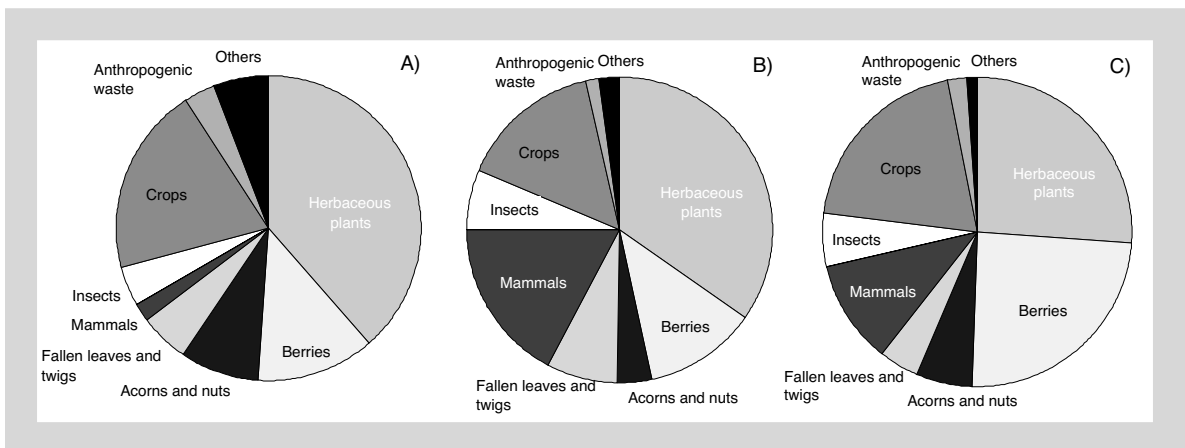 A)
Others
Anthropogenic
waste
Crops
Herbaceous
plants
Insects
Mammals
Fallen leaves and
twigs
Acorns and nuts
Berries
B)
Anthropogenic
waste
Others
Crops
Herbaceous
plants
Insects
Mammals
Berries
Fallen leaves and
twigs
Acorns and nuts
C)
Anthropogenic
waste
Others
Crops
Herbaceous
plants
Insects
Mammals
Berries
Fallen leaves and
twigs
Acorns and nuts